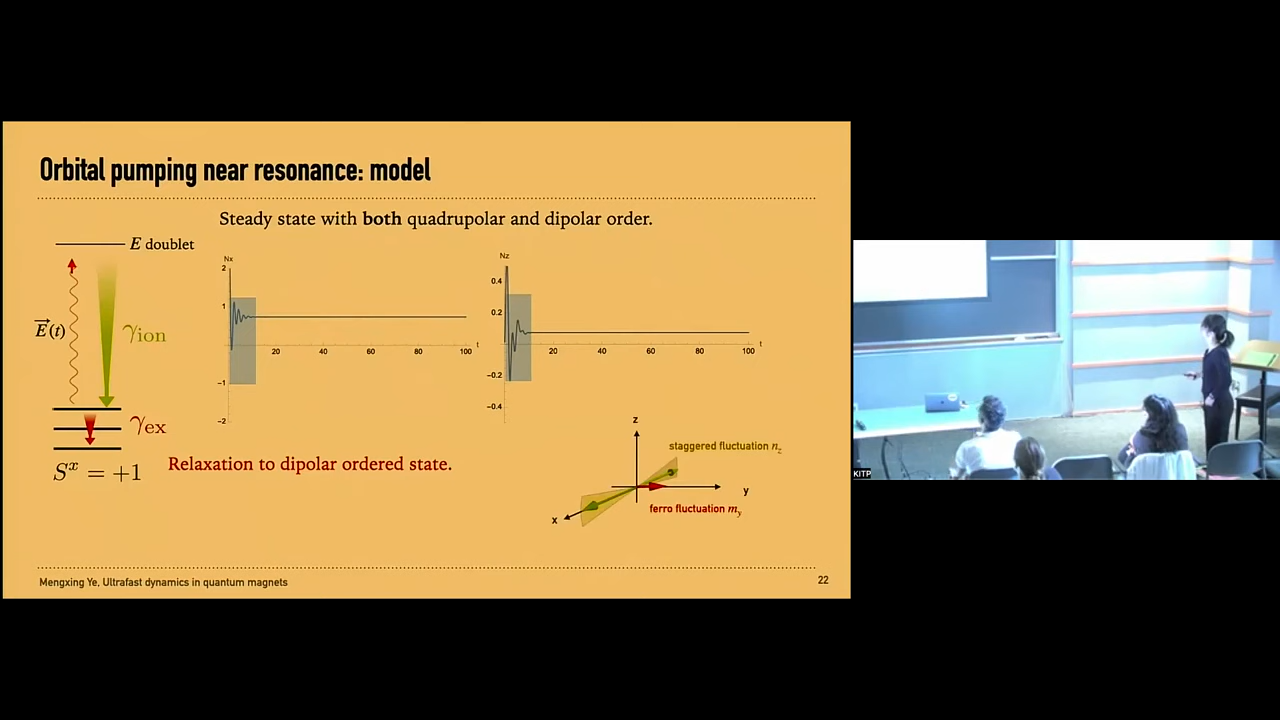 Orbital pumping near resonance: model
Steady state with both quadrupolar and dipolar order.
E doublet
E(t)
γion
γex
S^x = +1
Nx
2
1
-1
-2
20 40 60 80 100 t
Nz
0.4
0.2
-0.2
-0.4
20 40 60 80 100 t
Relaxation to dipolar ordered state.
z
staggered fluctuation n_z
y
x
ferro fluctuation m_y
Mengxing Ye, Ultrafast dynamics in quantum magnets
22
KITP